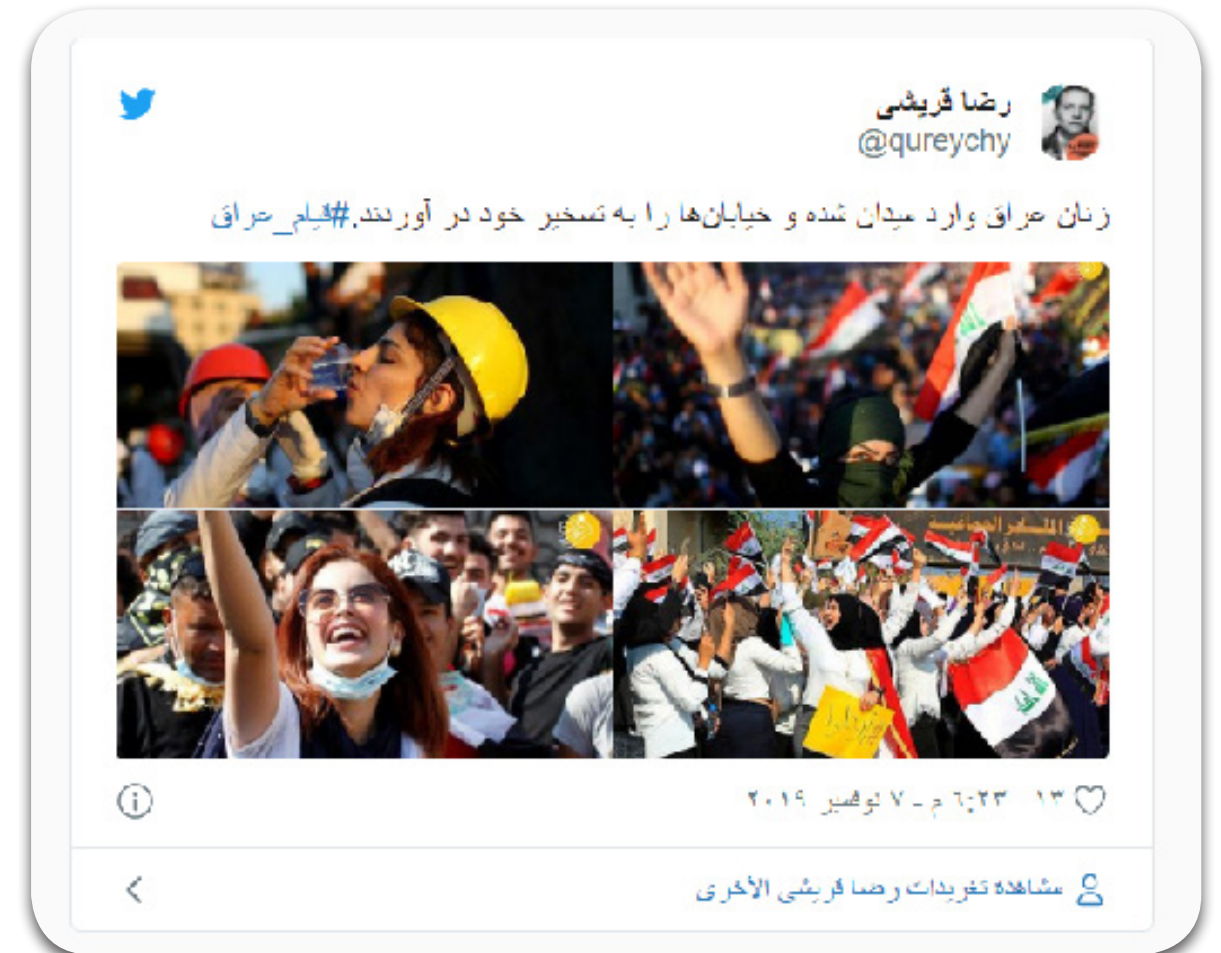 رضا قریشی
@qureychy
زنان عراق وارد میدان شده و خیابان‌ها را به تسخیر خود در آوردند.#قیام_عراق
١٣ ٦:٢٣ م - ٧ نوفمبر ٢٠١٩
مشاهدة تغريدات رضا قریشی الأخرى